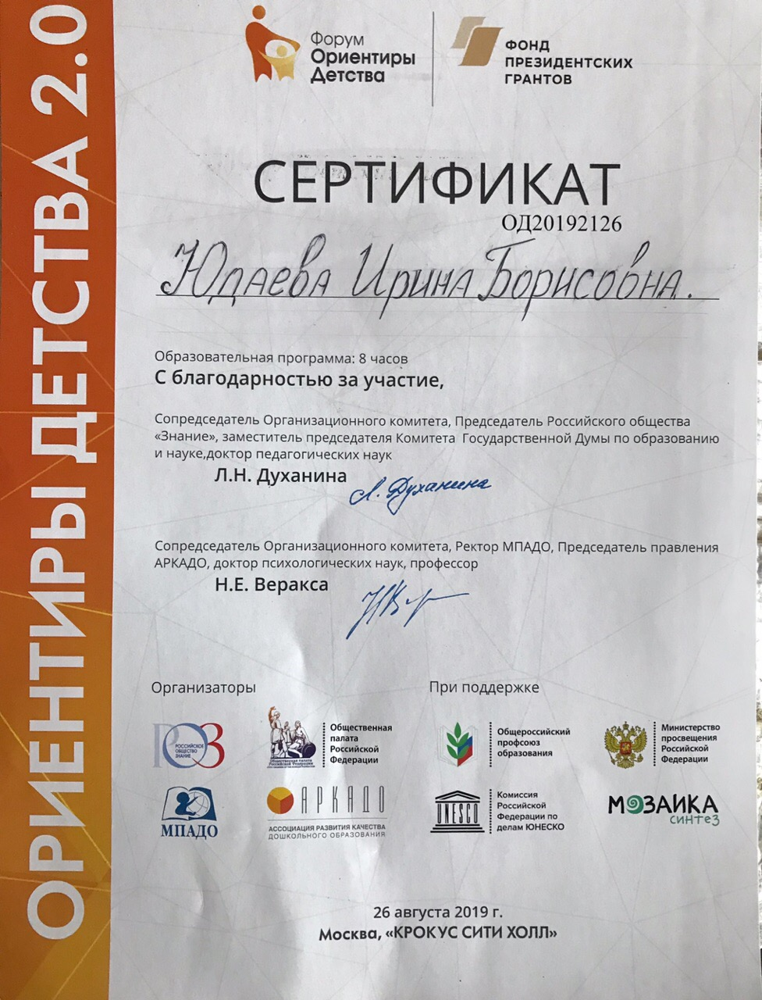 ОРИЕНТИРЫ ДЕТСТВА 2.0
Форум
Ориентиры
Детства
ФОНД
ПРЕЗИДЕНТСКИХ
ГРАНТОВ
СЕРТИФИКАТ
ОД20192126
Юдаева Ирина Борисовна.
Образовательная программа: 8 часов
С благодарностью за участие,
Сопредседатель Организационного комитета, Председатель Российского общества
«Знание», заместитель председателя Комитета Государственной Думы по образованию
и науке,доктор педагогических наук
Л.Н. Духанина
Л. Духанина
Сопредседатель Организационного комитета, Ректор МПАДО, Председатель правления
АРКАДО, доктор психологических наук, профессор
Н.Е. Веракса
Организаторы
При поддержке
РОЗ
РОССИЙСКОЕ
ОБЩЕСТВО
ЗНАНИЕ
Общественная палата
Российской Федерации
Общественная
палата
Российской
Федерации
Общероссийский
профсоюз
образования
Министерство
просвещения
Российской
Федерации
МПАДО
АРКАДО
АССОЦИАЦИЯ РАЗВИТИЯ КАЧЕСТВА
ДОШКОЛЬНОГО ОБРАЗОВАНИЯ
UNESCO
Комиссия
Российской
Федерации по
делам ЮНЕСКО
МОЗАИКА
синтез
26 августа 2019 г.
Москва, «КРОКУС СИТИ ХОЛЛ»